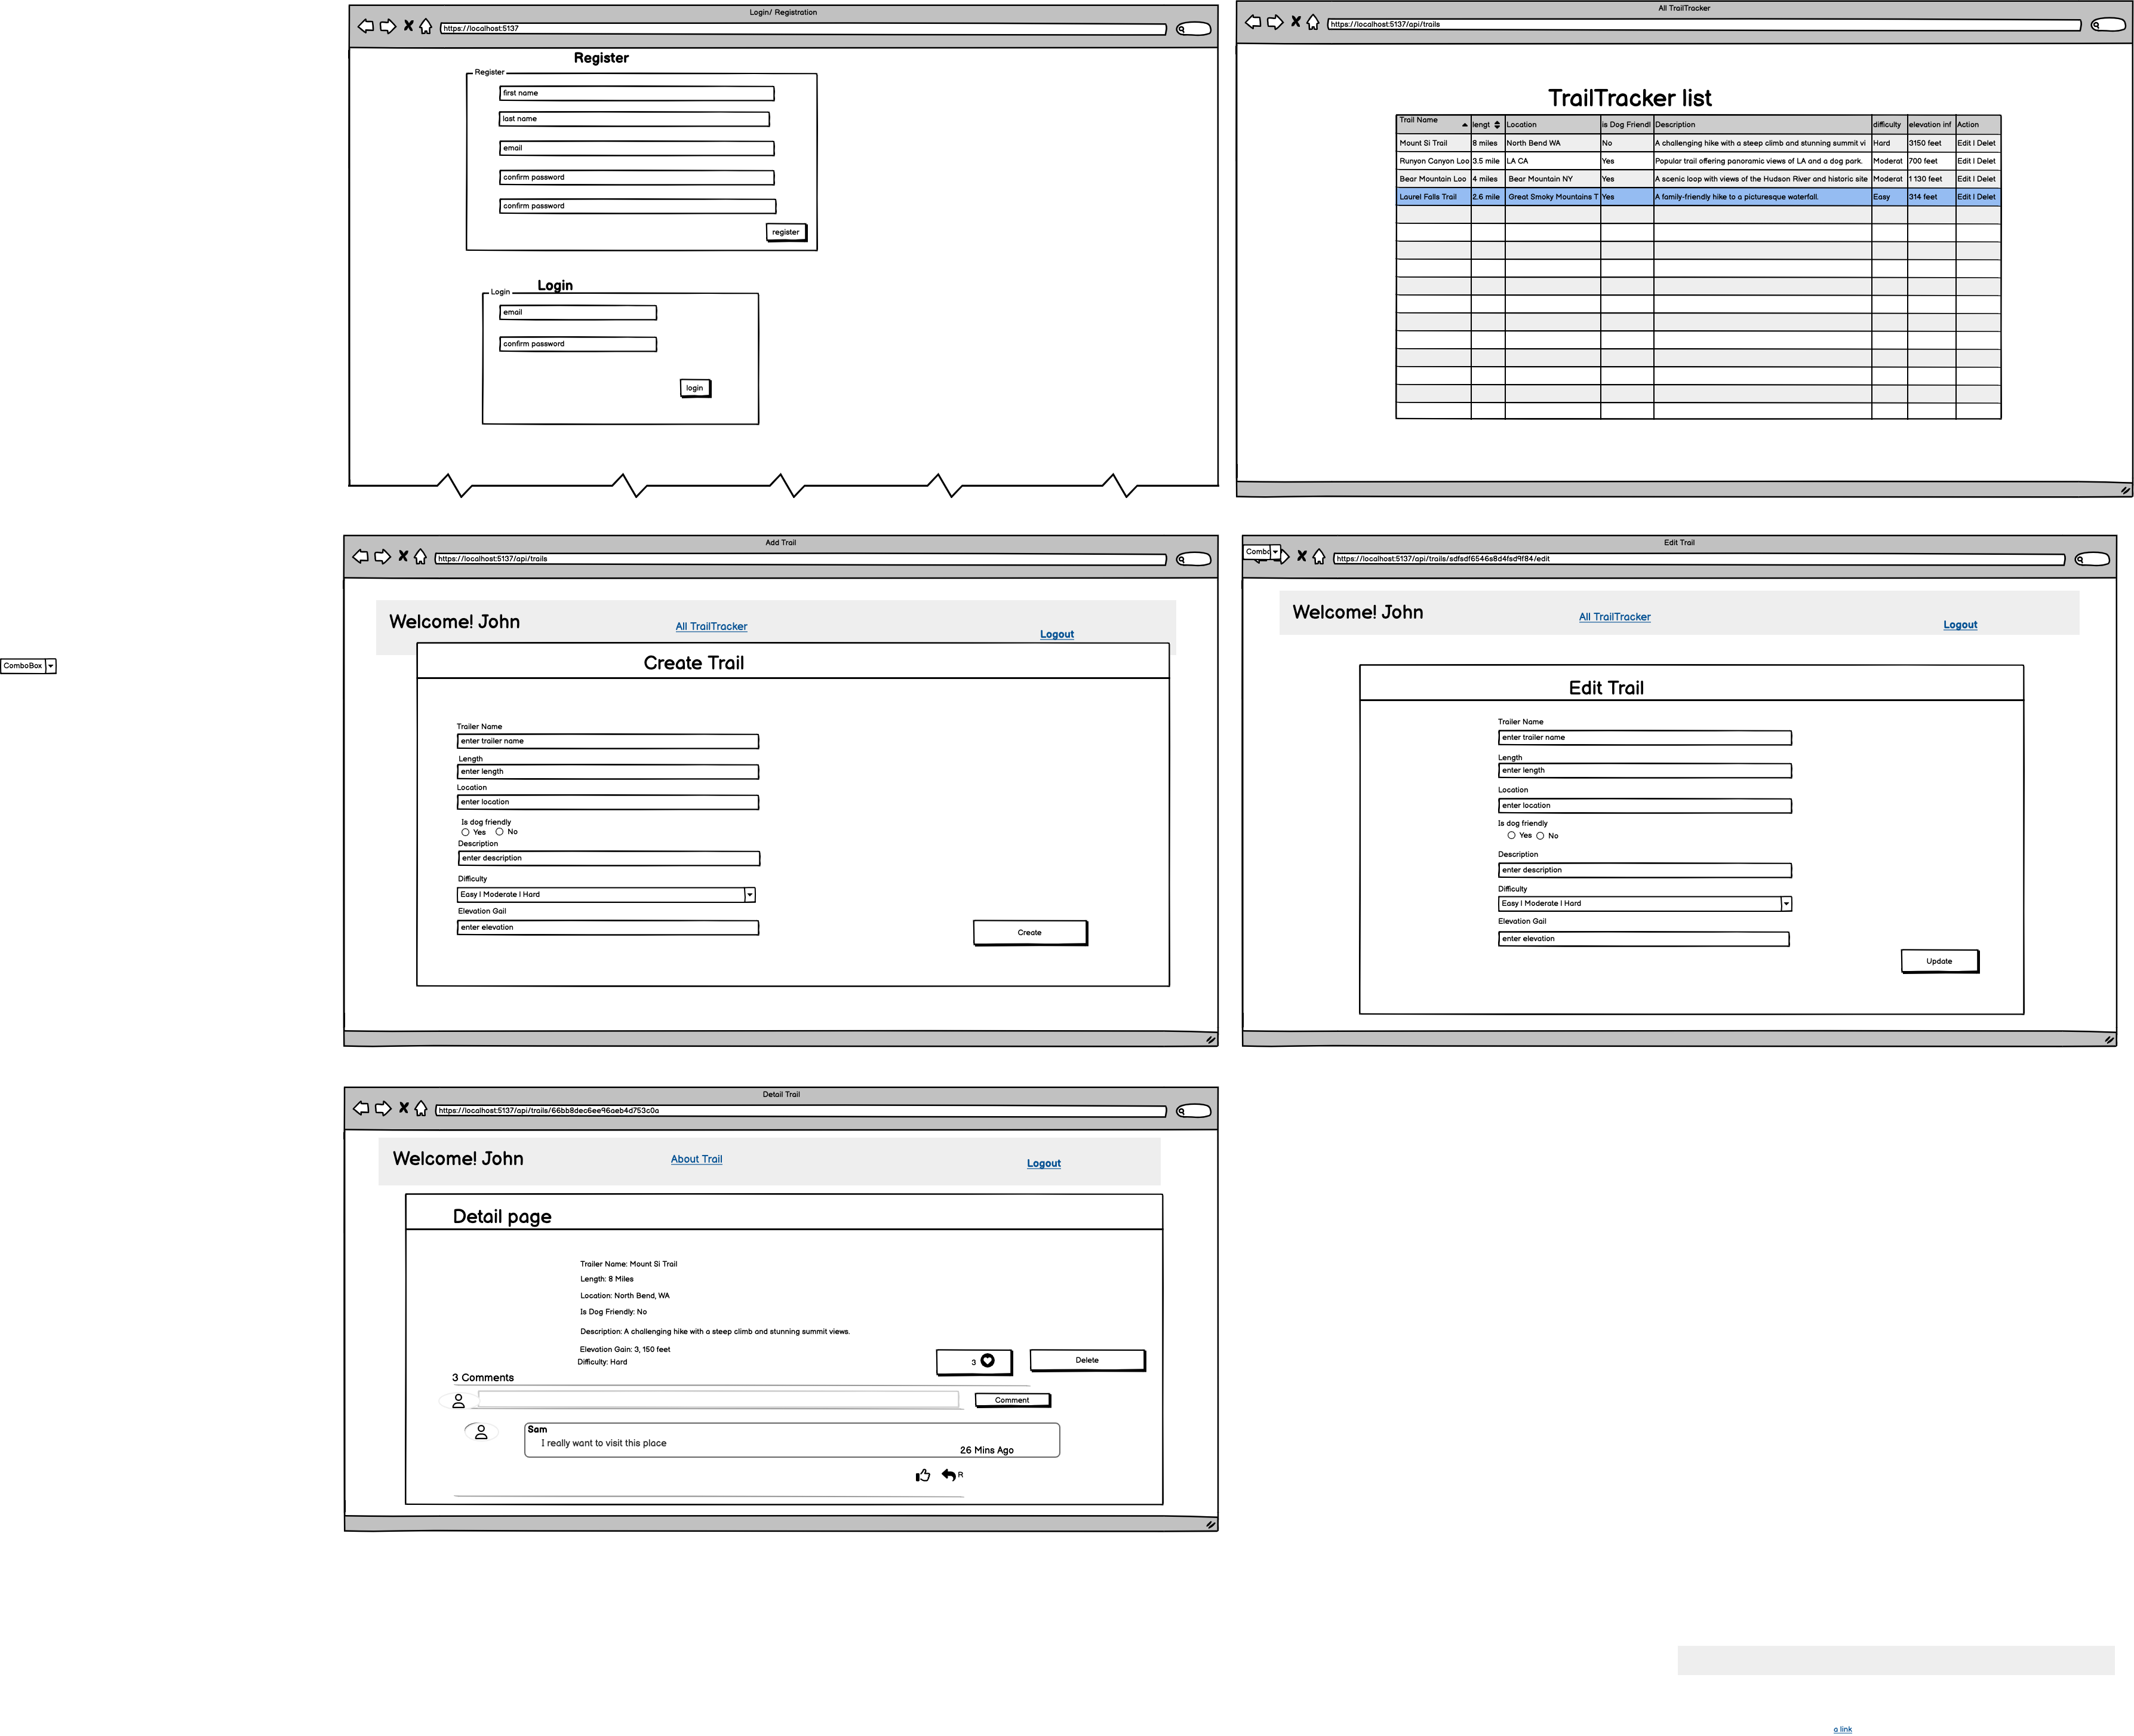 Login/ Registration
https://localhost:5137
Register
Register
first name
last name
email
confirm password
confirm password
register
Login
Login
email
confirm password
login
All TrailTracker
https://localhost:5137/api/trails
TrailTracker list
Trail Name lengt Location is Dog Friendl Description difficulty elevation inf Action
Mount Si Trail 8 miles North Bend WA No A challenging hike with a steep climb and stunning summit vi Hard 3150 feet Edit | Delet
Runyon Canyon Loo 3.5 mile LA CA Yes Popular trail offering panoramic views of LA and a dog park. Moderat 700 feet Edit | Delet
Bear Mountain Loo 4 miles Bear Mountain NY Yes A scenic loop with views of the Hudson River and historic site Moderat 1 130 feet Edit | Delet
Laurel Falls Trail 2.6 mile Great Smoky Mountains T Yes A family-friendly hike to a picturesque waterfall. Easy 314 feet Edit | Delet
ComboBox
Add Trail
https://localhost:5137/api/trails
Welcome! John
All TrailTracker
Logout
Create Trail
Trailer Name
enter trailer name
Length
enter length
Location
enter location
Is dog friendly
Yes No
Description
enter description
Difficulty
Easy | Moderate | Hard
Elevation Gail
enter elevation
Create
Edit Trail
Combo
https://localhost:5137/api/trails/sdfsdf6546s8d4fsd9f84/edit
Welcome! John
All TrailTracker
Logout
Edit Trail
Trailer Name
enter trailer name
Length
enter length
Location
enter location
Is dog friendly
Yes No
Description
enter description
Difficulty
Easy | Moderate | Hard
Elevation Gail
enter elevation
Update
Detail Trail
https://localhost:5137/api/trails/66bb8dec6ee96aeb4d753c0a
Welcome! John
About Trail
Logout
Detail page
Trailer Name: Mount Si Trail
Length: 8 Miles
Location: North Bend, WA
Is Dog Friendly: No
Description: A challenging hike with a steep climb and stunning summit views.
Elevation Gain: 3, 150 feet
Difficulty: Hard
3
Delete
3 Comments
Comment
Sam
I really want to visit this place
26 Mins Ago
R
a link